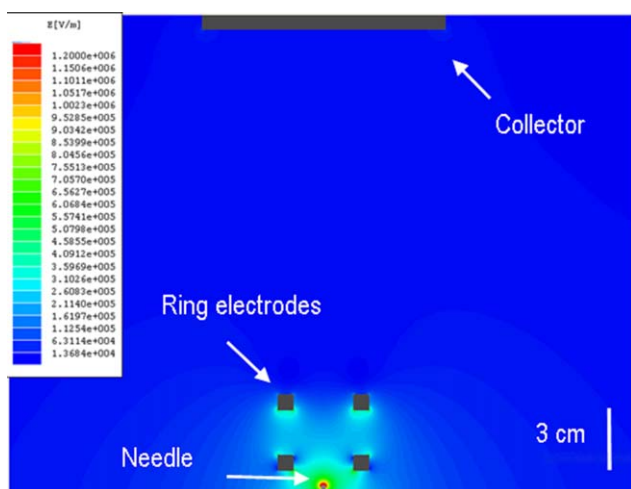 E[V/m]
1.2000e+006
1.1506e+006
1.1011e+006
1.0517e+006
1.0023e+006
9.5285e+005
9.0342e+005
8.5399e+005
8.0456e+005
7.5513e+005
7.0570e+005
6.5627e+005
6.0684e+005
5.5741e+005
5.0798e+005
4.5855e+005
4.0912e+005
3.5969e+005
3.1026e+005
2.6083e+005
2.1140e+005
1.6197e+005
1.1254e+005
6.3114e+004
1.3684e+004
Collector
Ring electrodes
3 cm
Needle